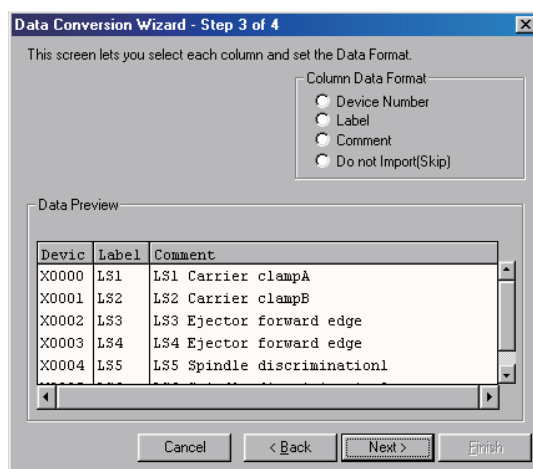 Data Conversion Wizard - Step 3 of 4
This screen lets you select each column and set the Data Format.
Column Data Format
Device Number
Label
Comment
Do not Import(Skip)
Data Preview
Devic Label Comment
X0000 LS1 LS1 Carrier clampA
X0001 LS2 LS2 Carrier clampB
X0002 LS3 LS3 Ejector forward edge
X0003 LS4 LS4 Ejector forward edge
X0004 LS5 LS5 Spindle discrimination1
Cancel < Back Next > Finish